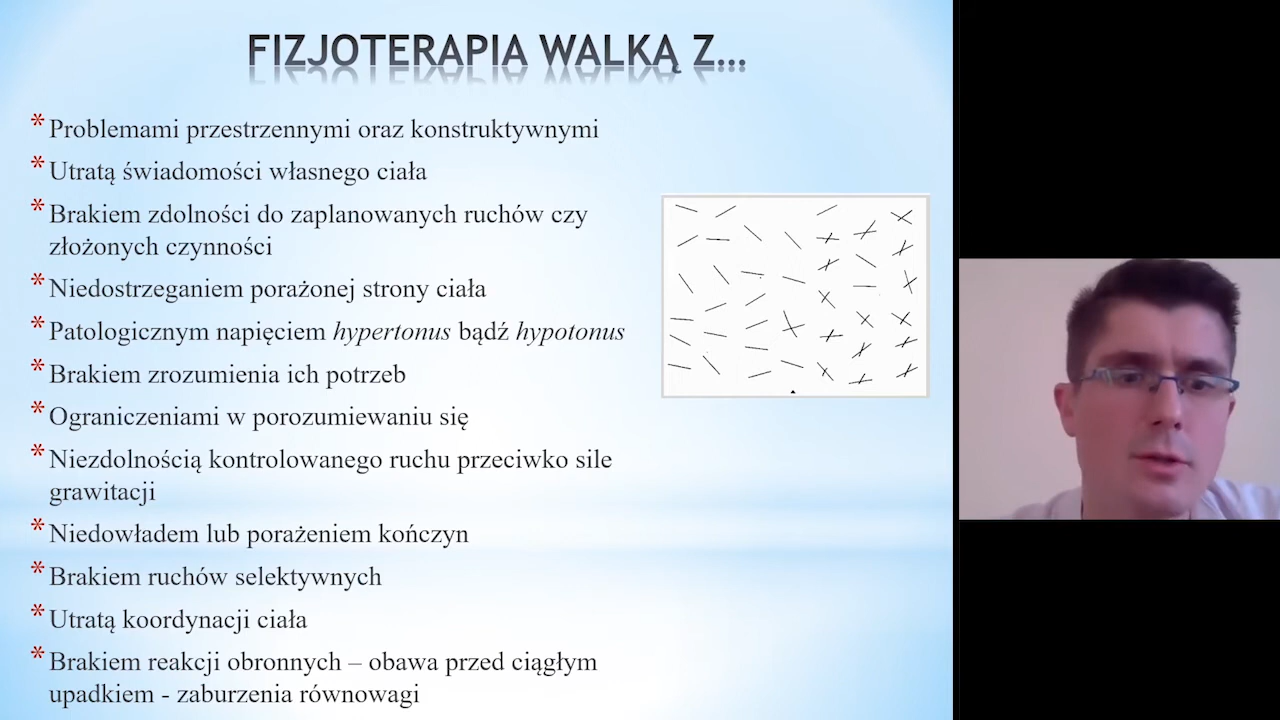 FIZJOTERAPIA WALKĄ Z...
* Problemami przestrzennymi oraz konstruktywnymi
* Utratą świadomości własnego ciała
* Brakiem zdolności do zaplanowanych ruchów czy
złożonych czynności
* Niedostrzeganiem porażonej strony ciała
* Patologicznym napięciem hypertonus bądź hypotonus
* Brakiem zrozumienia ich potrzeb
* Ograniczeniami w porozumiewaniu się
* Niezdolnością kontrolowanego ruchu przeciwko sile
grawitacji
* Niedowładem lub porażeniem kończyn
* Brakiem ruchów selektywnych
* Utratą koordynacji ciała
* Brakiem reakcji obronnych – obawa przed ciągłym
upadkiem - zaburzenia równowagi